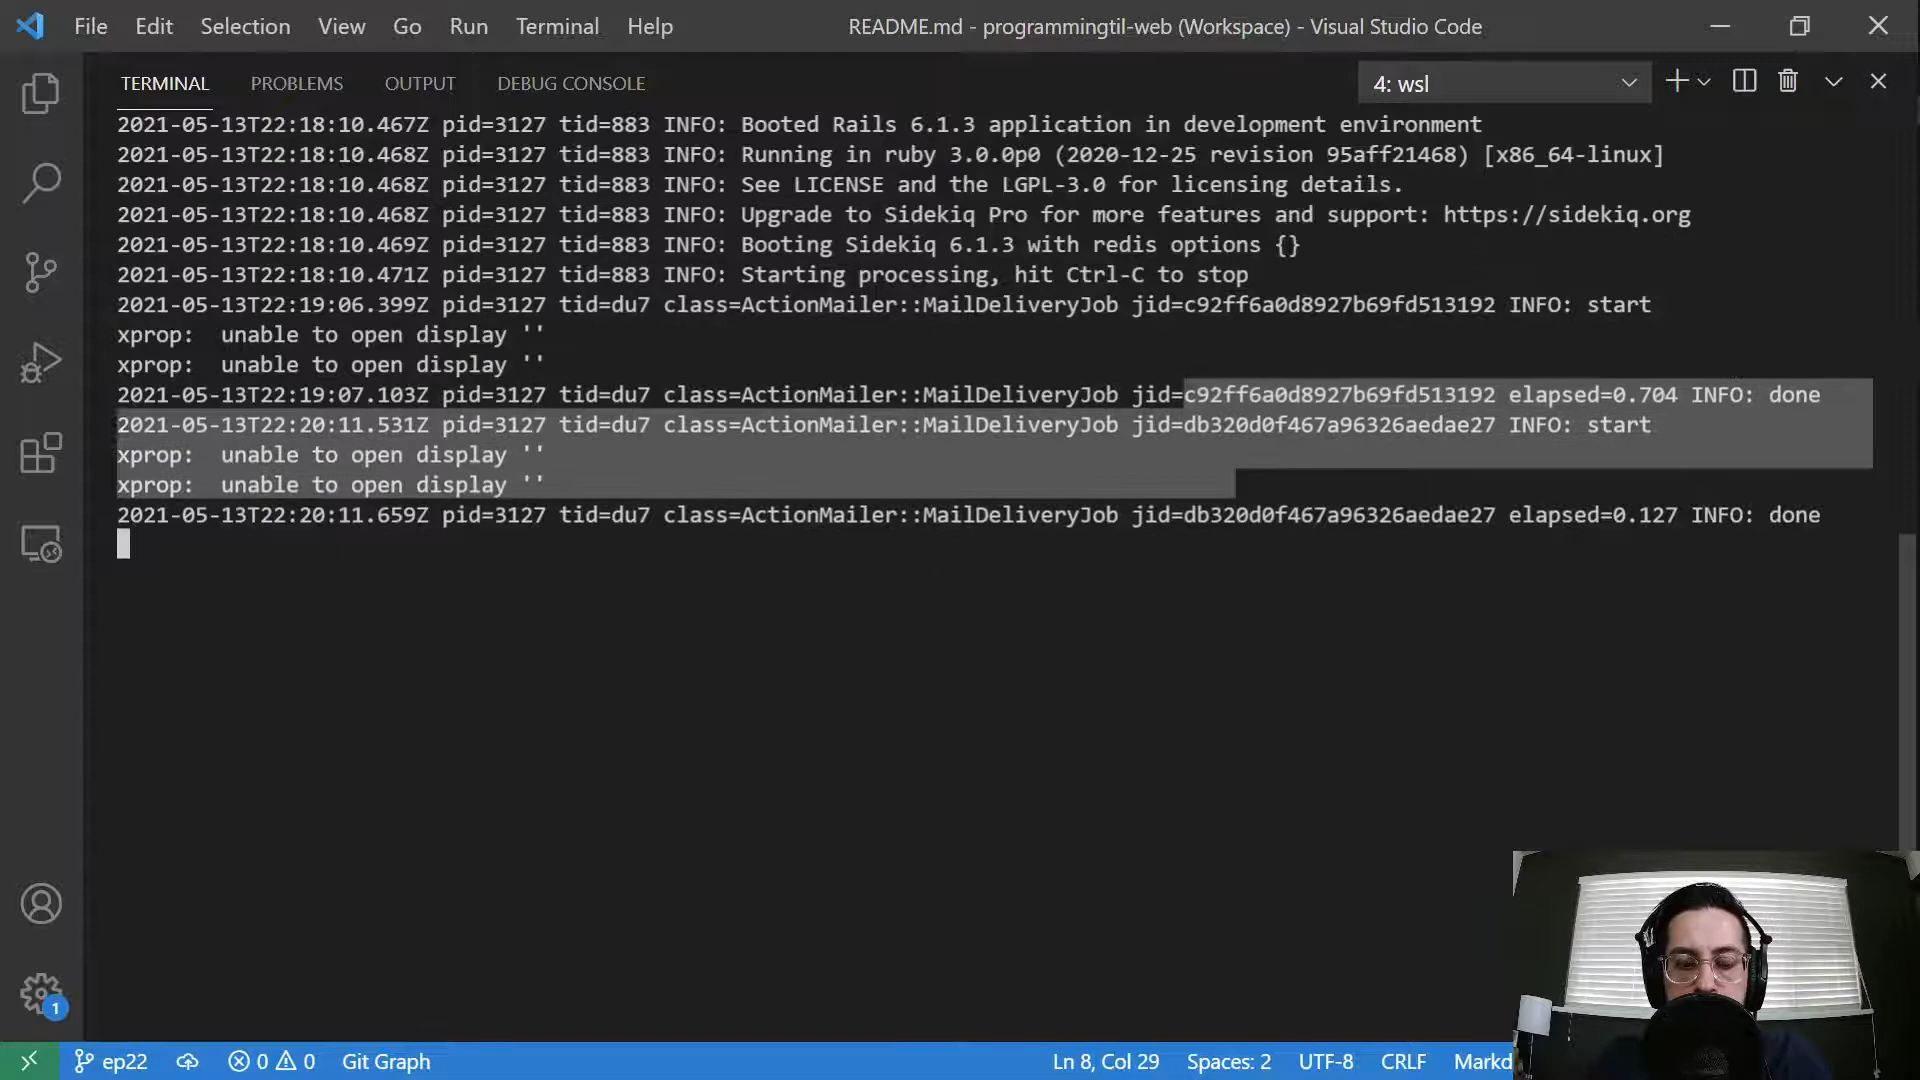 File Edit Selection View Go Run Terminal Help README.md - programmingtil-web (Workspace) - Visual Studio Code
TERMINAL PROBLEMS OUTPUT DEBUG CONSOLE 4: wsl
2021-05-13T22:18:10.467Z pid=3127 tid=883 INFO: Booted Rails 6.1.3 application in development environment
2021-05-13T22:18:10.468Z pid=3127 tid=883 INFO: Running in ruby 3.0.0p0 (2020-12-25 revision 95aff21468) [x86_64-linux]
2021-05-13T22:18:10.468Z pid=3127 tid=883 INFO: See LICENSE and the LGPL-3.0 for licensing details.
2021-05-13T22:18:10.468Z pid=3127 tid=883 INFO: Upgrade to Sidekiq Pro for more features and support: https://sidekiq.org
2021-05-13T22:18:10.469Z pid=3127 tid=883 INFO: Booting Sidekiq 6.1.3 with redis options {}
2021-05-13T22:18:10.471Z pid=3127 tid=883 INFO: Starting processing, hit Ctrl-C to stop
2021-05-13T22:19:06.399Z pid=3127 tid=du7 class=ActionMailer::MailDeliveryJob jid=c92ff6a0d8927b69fd513192 INFO: start
xprop:  unable to open display ''
xprop:  unable to open display ''
2021-05-13T22:19:07.103Z pid=3127 tid=du7 class=ActionMailer::MailDeliveryJob jid=c92ff6a0d8927b69fd513192 elapsed=0.704 INFO: done
2021-05-13T22:20:11.531Z pid=3127 tid=du7 class=ActionMailer::MailDeliveryJob jid=db320d0f467a96326aedae27 INFO: start
xprop:  unable to open display ''
xprop:  unable to open display ''
2021-05-13T22:20:11.659Z pid=3127 tid=du7 class=ActionMailer::MailDeliveryJob jid=db320d0f467a96326aedae27 elapsed=0.127 INFO: done
1
ep22 0 0 Git Graph Ln 8, Col 29 Spaces: 2 UTF-8 CRLF Markd